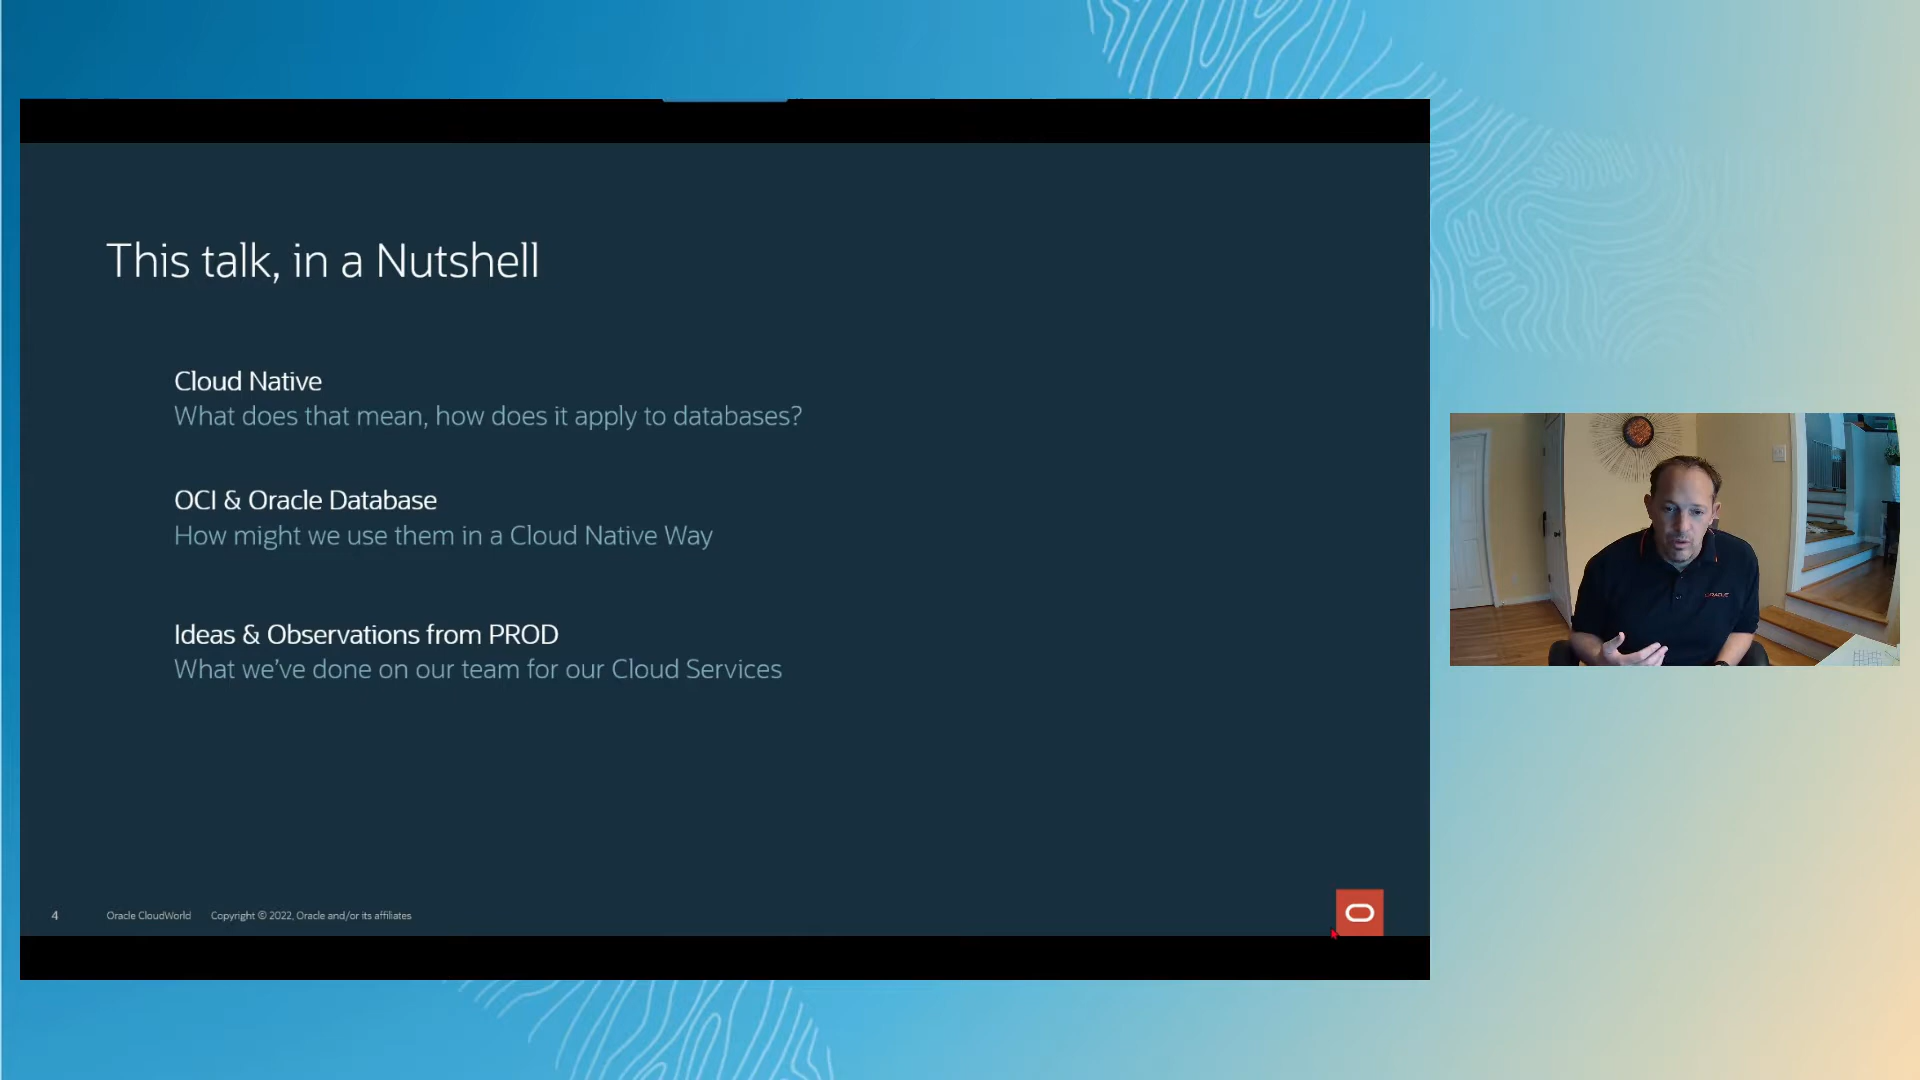 This talk, in a Nutshell
Cloud Native
What does that mean, how does it apply to databases?
OCI & Oracle Database
How might we use them in a Cloud Native Way
Ideas & Observations from PROD
What we've done on our team for our Cloud Services
4 Oracle CloudWorld Copyright © 2022, Oracle and/or its affiliates
ORACLE